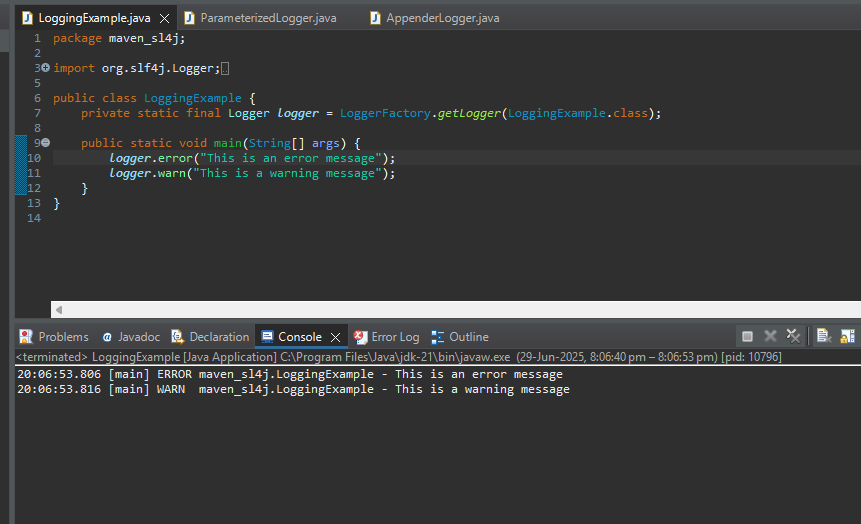 LoggingExample.java ParameterizedLogger.java AppenderLogger.java
1 package maven_sl4j;
2
3 import org.slf4j.Logger;
5
6 public class LoggingExample {
7     private static final Logger logger = LoggerFactory.getLogger(LoggingExample.class);
8
9     public static void main(String[] args) {
10         logger.error("This is an error message");
11         logger.warn("This is a warning message");
12     }
13 }
14
Problems @ Javadoc Declaration Console Error Log Outline
<terminated> LoggingExample [Java Application] C:\Program Files\Java\jdk-21\bin\javaw.exe (29-Jun-2025, 8:06:40 pm – 8:06:53 pm) [pid: 10796]
20:06:53.806 [main] ERROR maven_sl4j.LoggingExample - This is an error message
20:06:53.816 [main] WARN  maven_sl4j.LoggingExample - This is a warning message